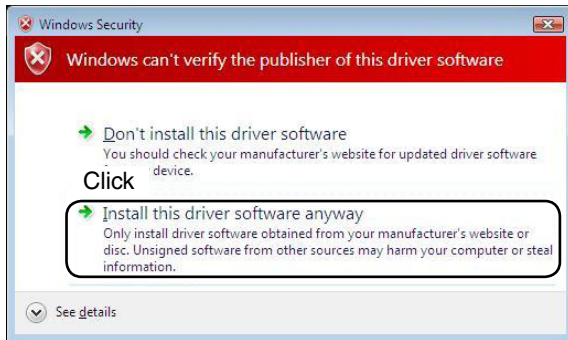 Windows Security
Windows can't verify the publisher of this driver software
Don't install this driver software
You should check your manufacturer's website for updated driver software
device.
Click
Install this driver software anyway
Only install driver software obtained from your manufacturer's website or
disc. Unsigned software from other sources may harm your computer or steal
information.
See details